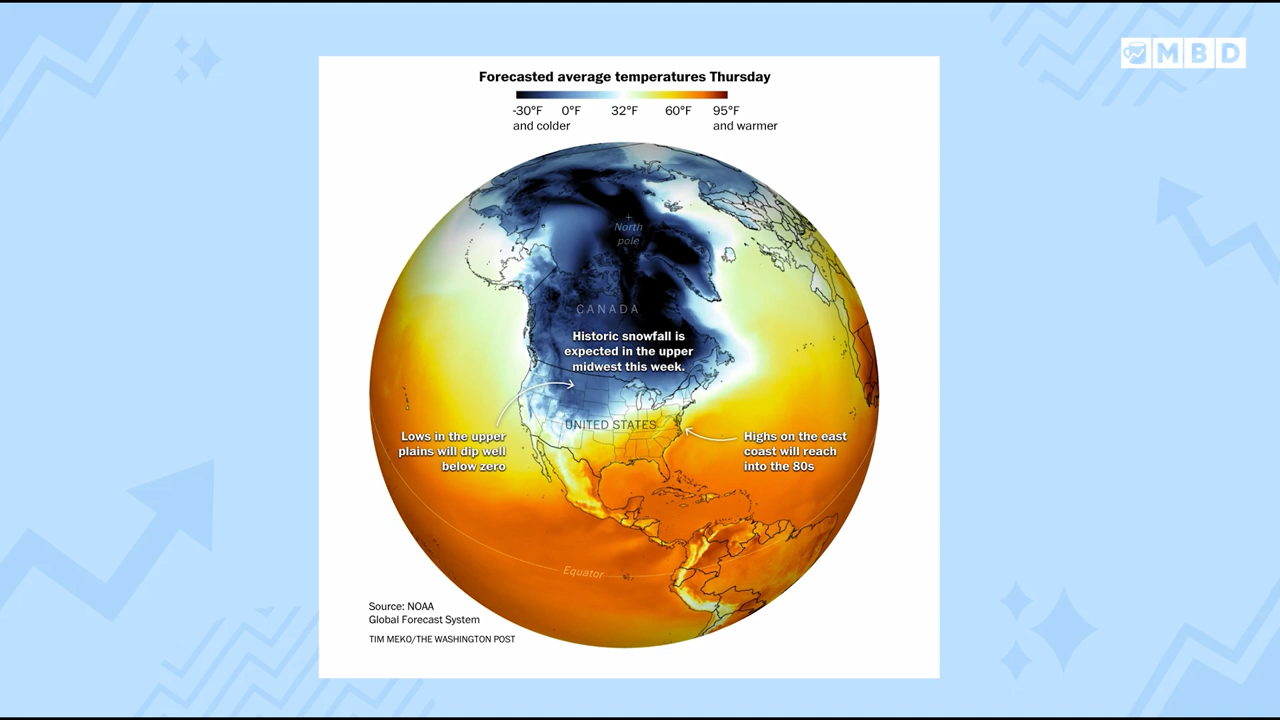 MBD
Forecasted average temperatures Thursday
-30°F 0°F 32°F 60°F 95°F
and colder and warmer
North
pole
CANADA
Historic snowfall is
expected in the upper
midwest this week.
UNITED STATES
Lows in the upper
plains will dip well
below zero
Highs on the east
coast will reach
into the 80s
Equator
Source: NOAA
Global Forecast System
TIM MEKO/THE WASHINGTON POST